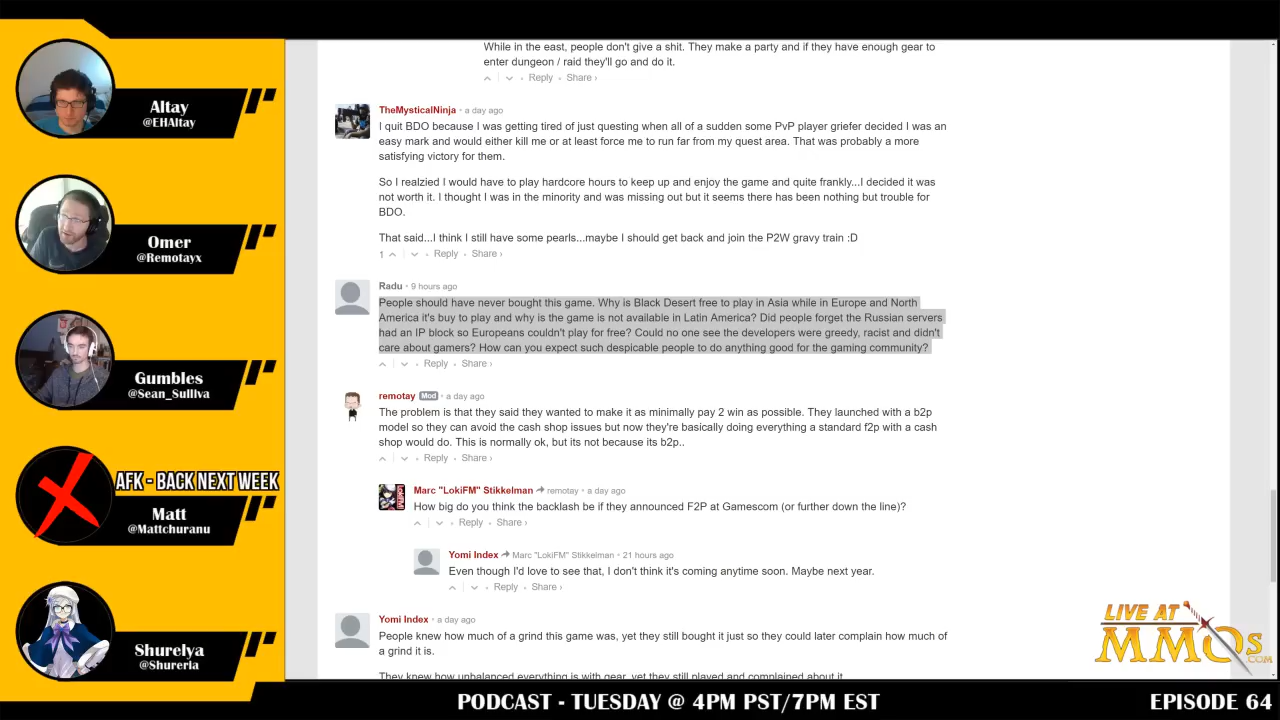 Altay
@EHAltay
Omer
@Remotayx
Gumbles
@Sean_Sulliva
AFK - BACK NEXT WEEK
Matt
@Mattchuranu
Shurelya
@Shureria
While in the east, people don't give a shit. They make a party and if they have enough gear to
enter dungeon / raid they'll go and do it.
Reply Share ›
TheMysticalNinja • a day ago
I quit BDO because I was getting tired of just questing when all of a sudden some PvP player griefer decided I was an
easy mark and would either kill me or at least force me to run far from my quest area. That was probably a more
satisfying victory for them.
So I realzied I would have to play hardcore hours to keep up and enjoy the game and quite frankly...I decided it was
not worth it. I thought I was in the minority and was missing out but it seems there has been nothing but trouble for
BDO.
That said...I think I still have some pearls...maybe I should get back and join the P2W gravy train :D
1 • Reply Share ›
Radu • 9 hours ago
People should have never bought this game. Why is Black Desert free to play in Asia while in Europe and North
America it's buy to play and why is the game is not available in Latin America? Did people forget the Russian servers
had an IP block so Europeans couldn't play for free? Could no one see the developers were greedy, racist and didn't
care about gamers? How can you expect such despicable people to do anything good for the gaming community?
• Reply Share ›
remotay Mod • a day ago
The problem is that they said they wanted to make it as minimally pay 2 win as possible. They launched with a b2p
model so they can avoid the cash shop issues but now they're basically doing everything a standard f2p with a cash
shop would do. This is normally ok, but its not because its b2p..
• Reply Share ›
Marc "LokiFM" Stikkelman remotay • a day ago
How big do you think the backlash be if they announced F2P at Gamescom (or further down the line)?
• Reply Share ›
Yomi Index Marc "LokiFM" Stikkelman • 21 hours ago
Even though I'd love to see that, I don't think it's coming anytime soon. Maybe next year.
• Reply Share ›
Yomi Index • a day ago
People knew how much of a grind this game was, yet they still bought it just so they could later complain how much of
a grind it is.
They knew how unbalanced everything is with gear, yet they still played and complained about it.
LIVE AT
MMOs
.COM
PODCAST - TUESDAY @ 4PM PST/7PM EST
EPISODE 64